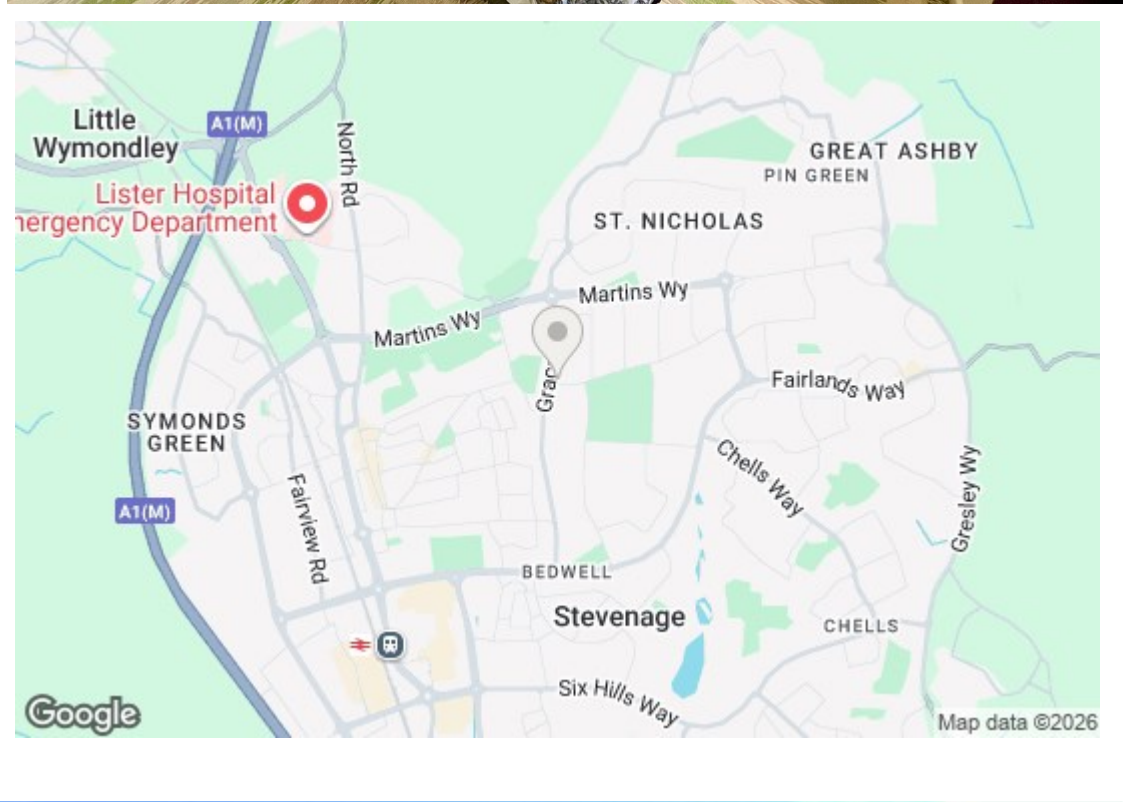 Little
Wymondley
A1(M)
North Rd
Lister Hospital
nergency Department
GREAT ASHBY
PIN GREEN
ST. NICHOLAS
Martins Wy
Martins Wy
Grac
Fairlands Way
SYMONDS
GREEN
Chells Way
Gresley Wy
Fairview Rd
A1(M)
BEDWELL
Stevenage
CHELLS
Six Hills Way
Google
Map data ©2026